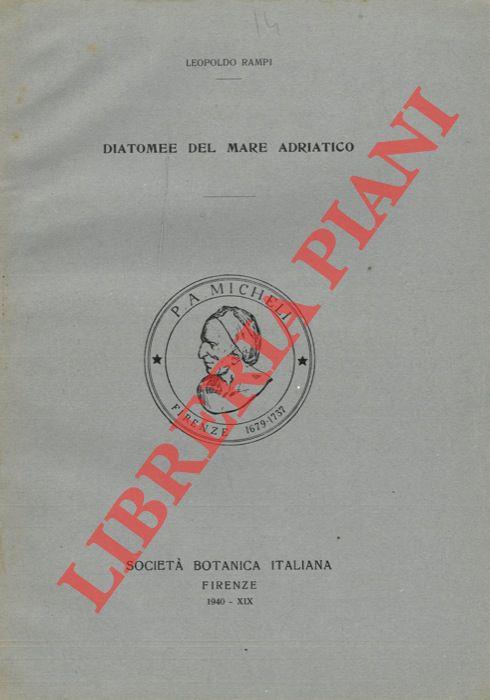 14
LEOPOLDO RAMPI
DIATOMEE DEL MARE ADRIATICO
P. A. MICHELI
FIRENZE 1679-1737
LIBRERIA PIANI
SOCIETÀ BOTANICA ITALIANA
FIRENZE
1940 - XIX